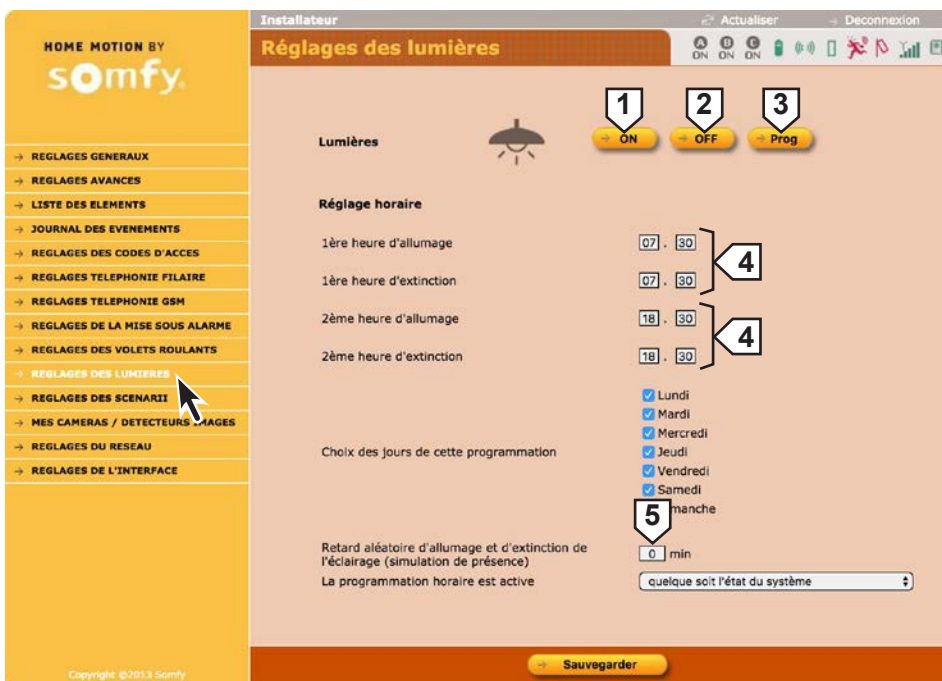 Installateur
Actualiser
→ Deconnexion
HOME MOTION BY
somfy.
Réglages des lumières
A B C
ON ON ON
1 2 3
Lumières
→ ON → OFF → Prog
→ REGLAGES GENERAUX
→ REGLAGES AVANCES
→ LISTE DES ELEMENTS
→ JOURNAL DES EVENEMENTS
→ REGLAGES DES CODES D'ACCES
→ REGLAGES TELEPHONIE FILAIRE
→ REGLAGES TELEPHONIE GSM
→ REGLAGES DE LA MISE SOUS ALARME
→ REGLAGES DES VOLETS ROULANTS
→ REGLAGES DES LUMIERES
→ REGLAGES DES SCENARII
→ MES CAMERAS / DETECTEURS IMAGES
→ REGLAGES DU RESEAU
→ REGLAGES DE L'INTERFACE
Réglage horaire
1ère heure d'allumage 07 . 30
1ère heure d'extinction 07 . 30
4
2ème heure d'allumage 18 . 30
2ème heure d'extinction 18 . 30
4
Choix des jours de cette programmation
Lundi
Mardi
Mercredi
Jeudi
Vendredi
Samedi
manche
5
Retard aléatoire d'allumage et d'extinction de
l'éclairage (simulation de présence)
0 min
La programmation horaire est active
quelque soit l'état du système
→ Sauvegarder
Copyright ©2013 Somfy